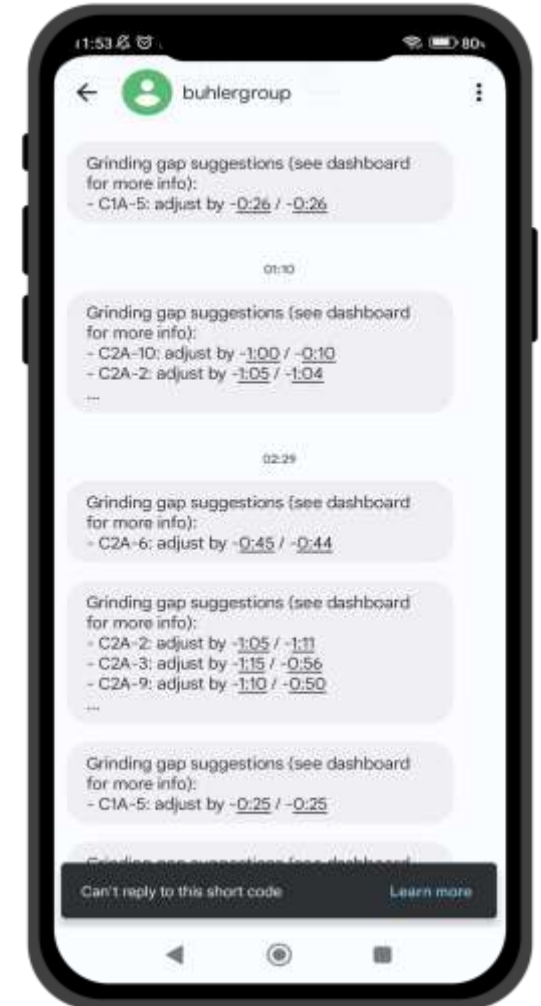 11:53
80
buhlergroup
Grinding gap suggestions (see dashboard
for more info):
- C1A-5: adjust by -0:26 / -0:26
01:10
Grinding gap suggestions (see dashboard
for more info):
- C2A-10: adjust by -1:00 / -0:10
- C2A-2: adjust by -1:05 / -1:04
...
02:29
Grinding gap suggestions (see dashboard
for more info):
- C2A-6: adjust by -0:45 / -0:44
Grinding gap suggestions (see dashboard
for more info):
- C2A-2: adjust by -1:05 / -1:11
- C2A-3: adjust by -1:15 / -0:56
- C2A-9: adjust by -1:10 / -0:50
...
Grinding gap suggestions (see dashboard
for more info):
- C1A-5: adjust by -0:25 / -0:25
Grinding gap suggestions (see dashboard
Can't reply to this short code Learn more